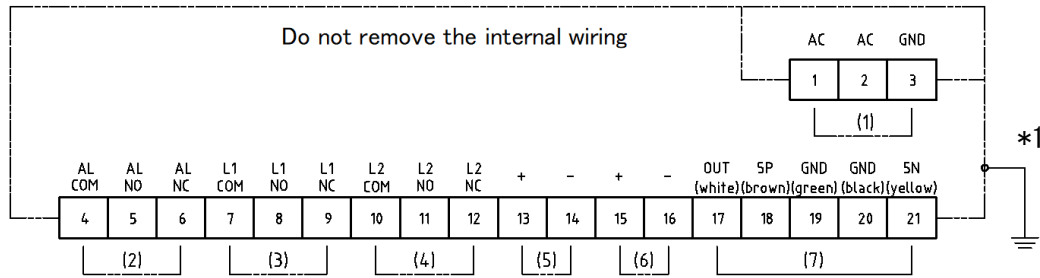 Do not remove the internal wiring
AC AC GND
1 2 3
(1)
*1
AL COM AL NO AL NC L1 COM L1 NO L1 NC L2 COM L2 NO L2 NC + − + − OUT (white) 5P (brown) GND (green) GND (black) 5N (yellow)
4 5 6 7 8 9 10 11 12 13 14 15 16 17 18 19 20 21
(2) (3) (4) (5) (6) (7)